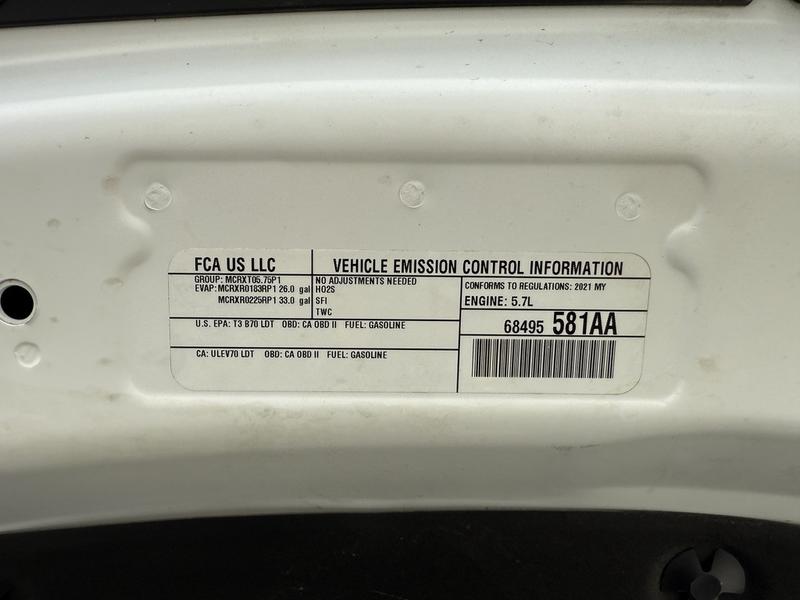 FCA US LLC
VEHICLE EMISSION CONTROL INFORMATION
GROUP: MCRXT05.75P1
EVAP: MCRXR0183RP1 26.0 gal
MCRXR0225RP1 33.0 gal
NO ADJUSTMENTS NEEDED
HO2S
SFI
TWC
CONFORMS TO REGULATIONS: 2021 MY
ENGINE: 5.7L
U.S. EPA: T3 B70 LDT OBD: CA OBD II FUEL: GASOLINE
68495 581AA
CA: ULEV70 LDT OBD: CA OBD II FUEL: GASOLINE